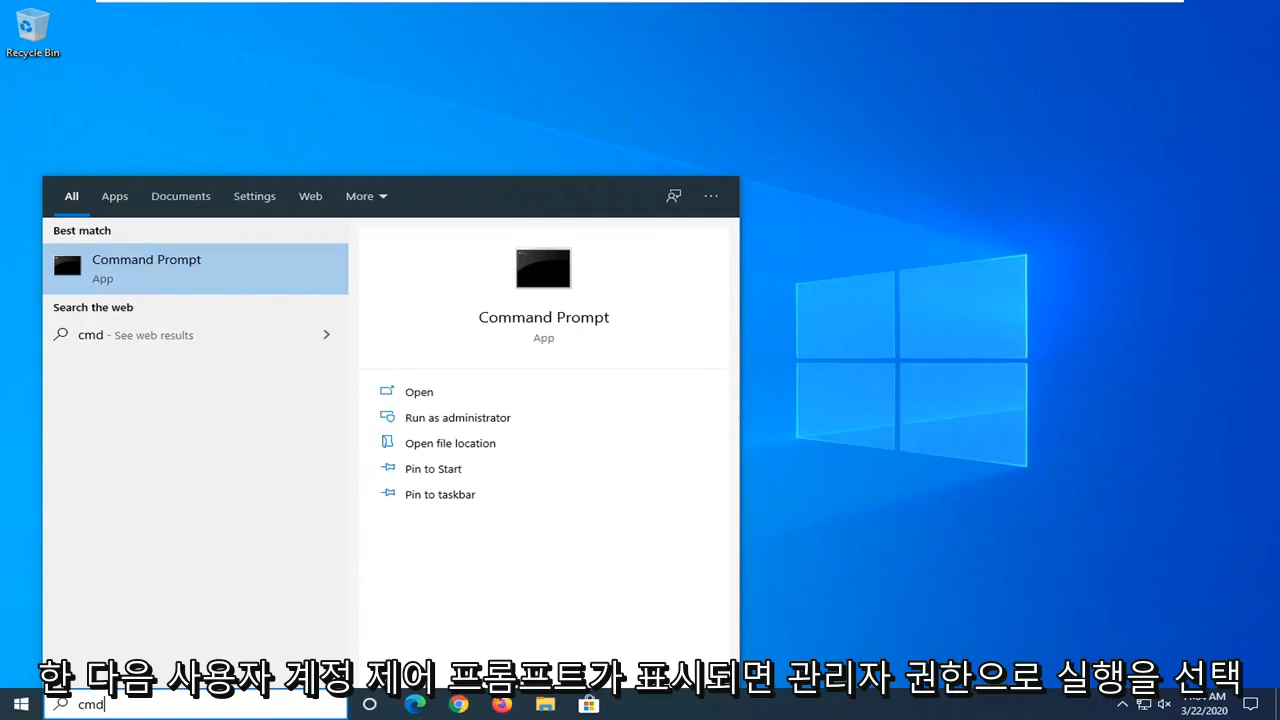 Recycle Bin
All Apps Documents Settings Web More
Best match
Command Prompt
App
Search the web
cmd - See web results
Command Prompt
App
Open
Run as administrator
Open file location
Pin to Start
Pin to taskbar
한 다음 사용자 계정 제어 프롬프트가 표시되면 관리자 권한으로 실행을 선택
cmd
AM
3/22/2020